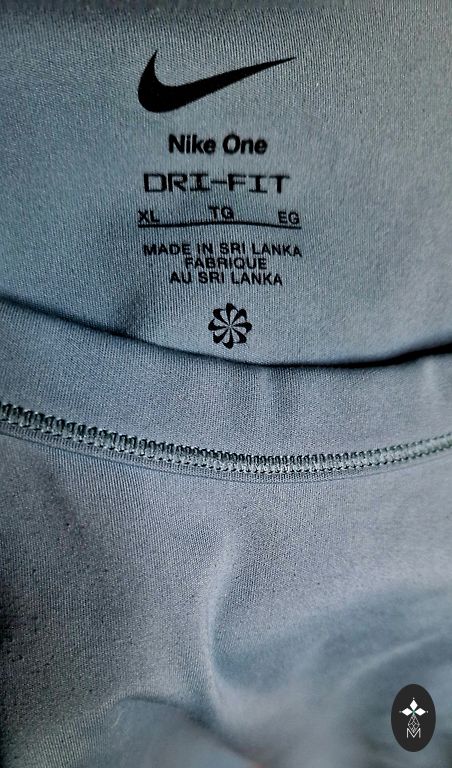 Nike One
DRI-FIT
XL TG EG
MADE IN SRI LANKA
FABRIQUE
AU SRI LANKA
M